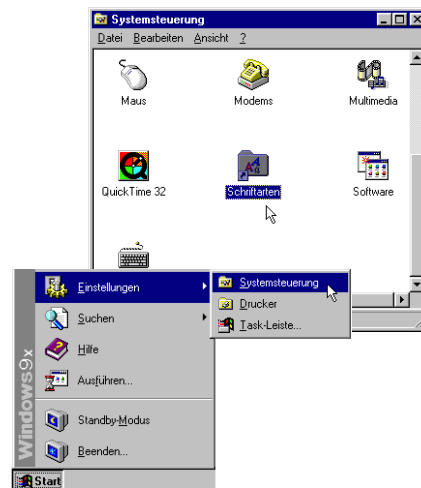 Systemsteuerung
Datei Bearbeiten Ansicht ?
Maus Modems Multimedia
QuickTime 32 Schriftarten Software
Einstellungen
Suchen
Hilfe
Ausführen...
Standby-Modus
Beenden...
Systemsteuerung
Drucker
Task-Leiste...
Windows9x
Start